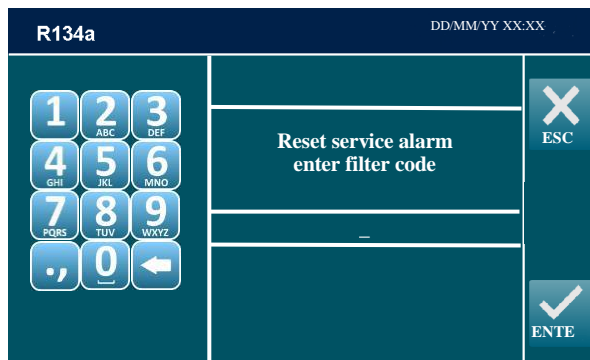 R134a
DD/MM/YY XX:XX
1
2
ABC
3
DEF
4
GHI
5
JKL
6
MNO
7
PQRS
8
TUV
9
WXYZ
.,
0
Reset service alarm
enter filter code
_
ESC
ENTE